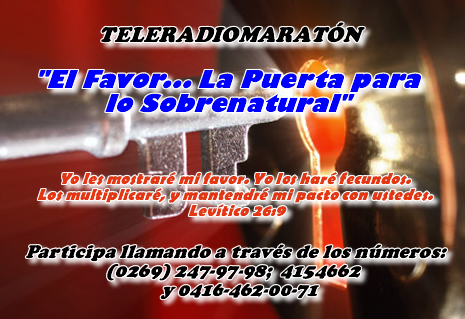 TELERADIOMARATÓN
"El Favor... La Puerta para
lo Sobrenatural"
Yo les mostraré mi favor. Yo los haré fecundos.
Los multiplicaré, y mantendré mi pacto con ustedes.
Levítico 26:9
Participa llamando a través de los números:
(0269) 247-97-98; 4154662
y 0416-462-00-71